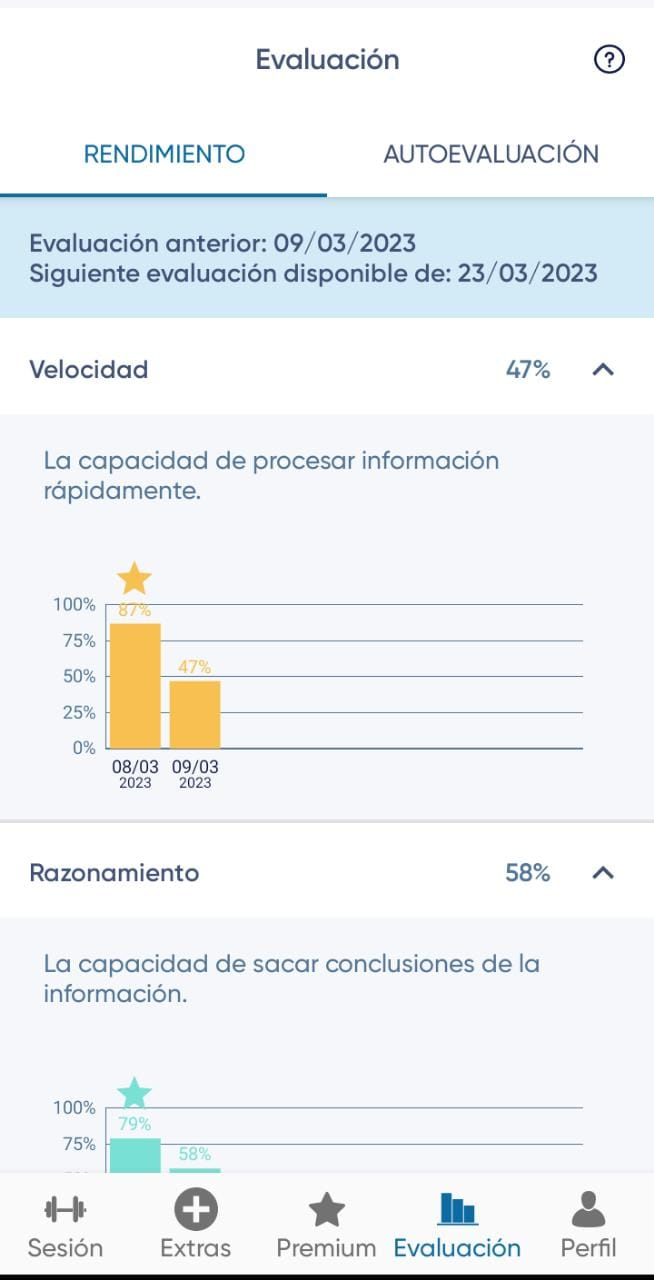 Evaluación
?
RENDIMIENTO AUTOEVALUACIÓN
Evaluación anterior: 09/03/2023
Siguiente evaluación disponible de: 23/03/2023
Velocidad 47%
La capacidad de procesar información
rápidamente.
100%
87%
75%
47%
50%
25%
0%
08/03 09/03
2023 2023
Razonamiento 58%
La capacidad de sacar conclusiones de la
información.
100%
79%
75%
58%
Sesión Extras Premium Evaluación Perfil